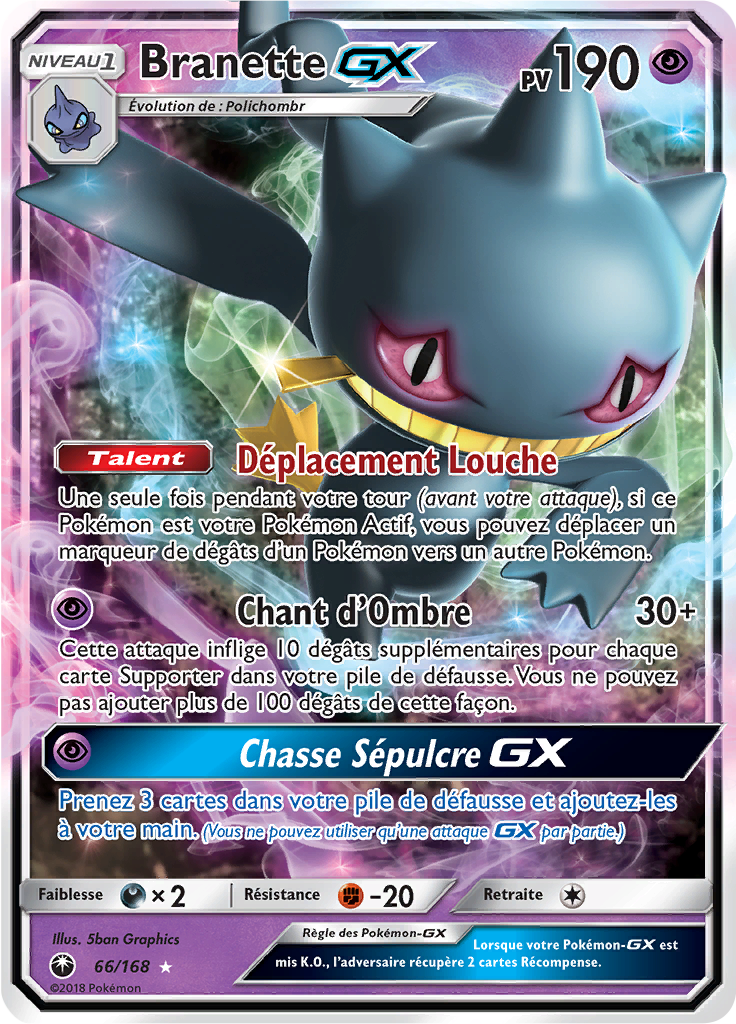 NIVEAU 1
Branette GX
PV 190
Évolution de : Polichombr
Talent
Déplacement Louche
Une seule fois pendant votre tour (avant votre attaque), si ce
Pokémon est votre Pokémon Actif, vous pouvez déplacer un
marqueur de dégâts d'un Pokémon vers un autre Pokémon.
Chant d'Ombre 30+
Cette attaque inflige 10 dégâts supplémentaires pour chaque
carte Supporter dans votre pile de défausse. Vous ne pouvez
pas ajouter plus de 100 dégâts de cette façon.
Chasse Sépulcre GX
Prenez 3 cartes dans votre pile de défausse et ajoutez-les
à votre main. (Vous ne pouvez utiliser qu'une attaque GX par partie.)
Faiblesse ×2 Résistance -20 Retraite
Illus. 5ban Graphics
66/168
©2018 Pokémon
Règle des Pokémon-GX
Lorsque votre Pokémon-GX est
mis K.O., l'adversaire récupère 2 cartes Récompense.